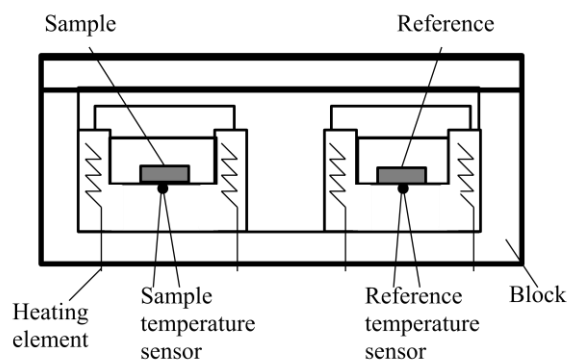 Sample
Reference
Heating
element
Sample
temperature
sensor
Reference
temperature
sensor
Block